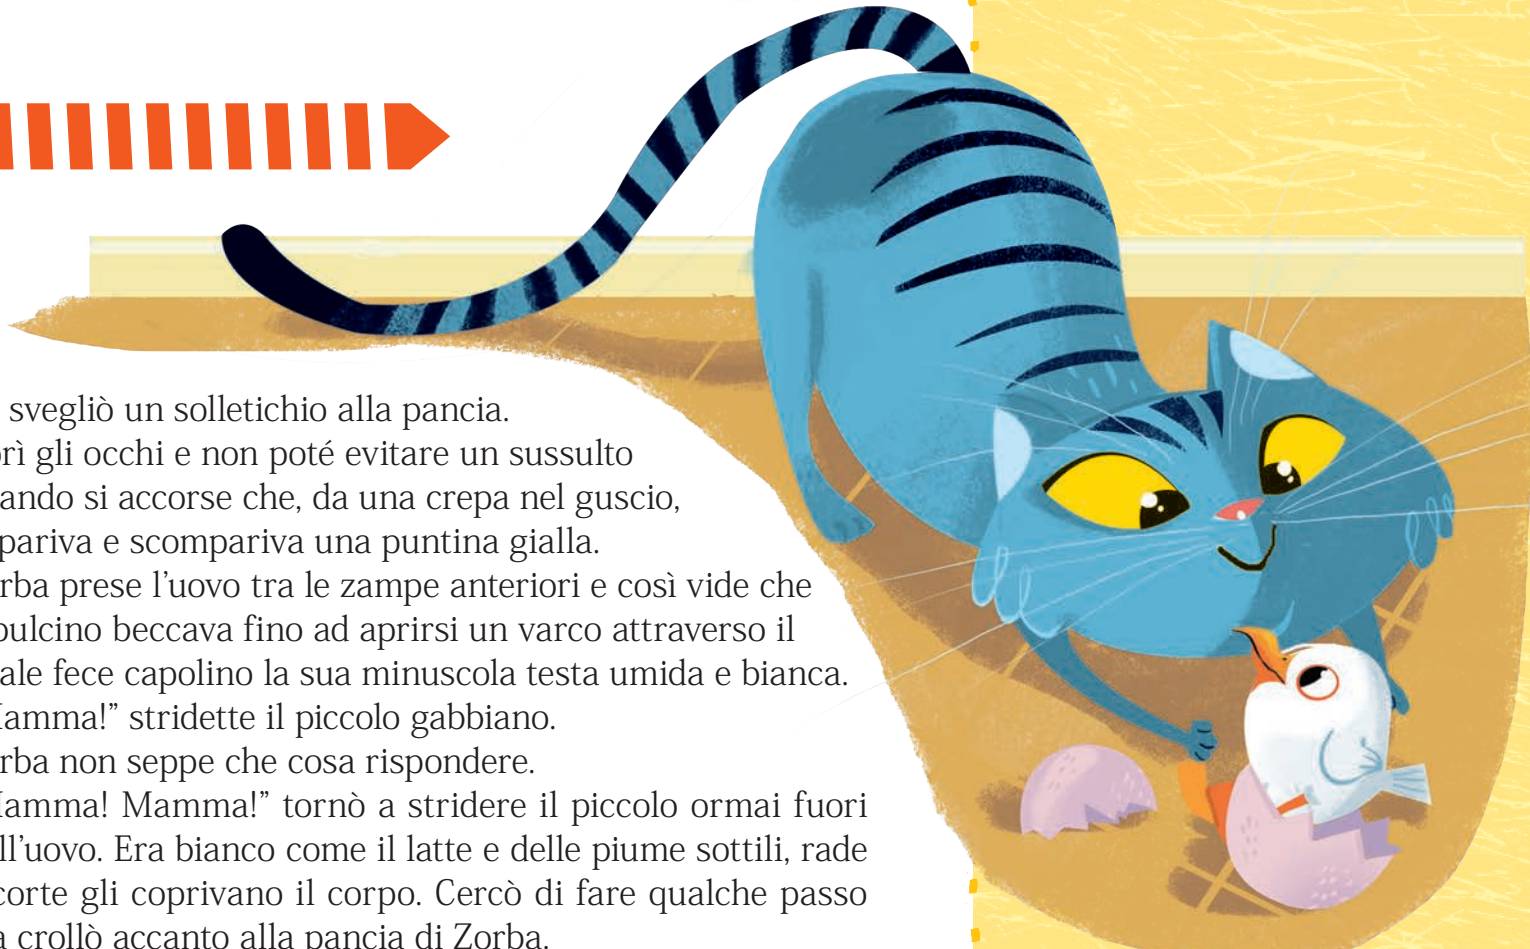 svegliò un solletichio alla pancia.
rì gli occhi e non poté evitare un sussulto
ando si accorse che, da una crepa nel guscio,
pariva e scompariva una puntina gialla.
rba prese l’uovo tra le zampe anteriori e così vide che
pulcino beccava fino ad aprirsi un varco attraverso il
ale fece capolino la sua minuscola testa umida e bianca.
amma!” stridette il piccolo gabbiano.
rba non seppe che cosa rispondere.
amma! Mamma!” tornò a stridere il piccolo ormai fuori
ll’uovo. Era bianco come il latte e delle piume sottili, rade
corte gli coprivano il corpo. Cercò di fare qualche passo
a crollò accanto alla pancia di Zorba.